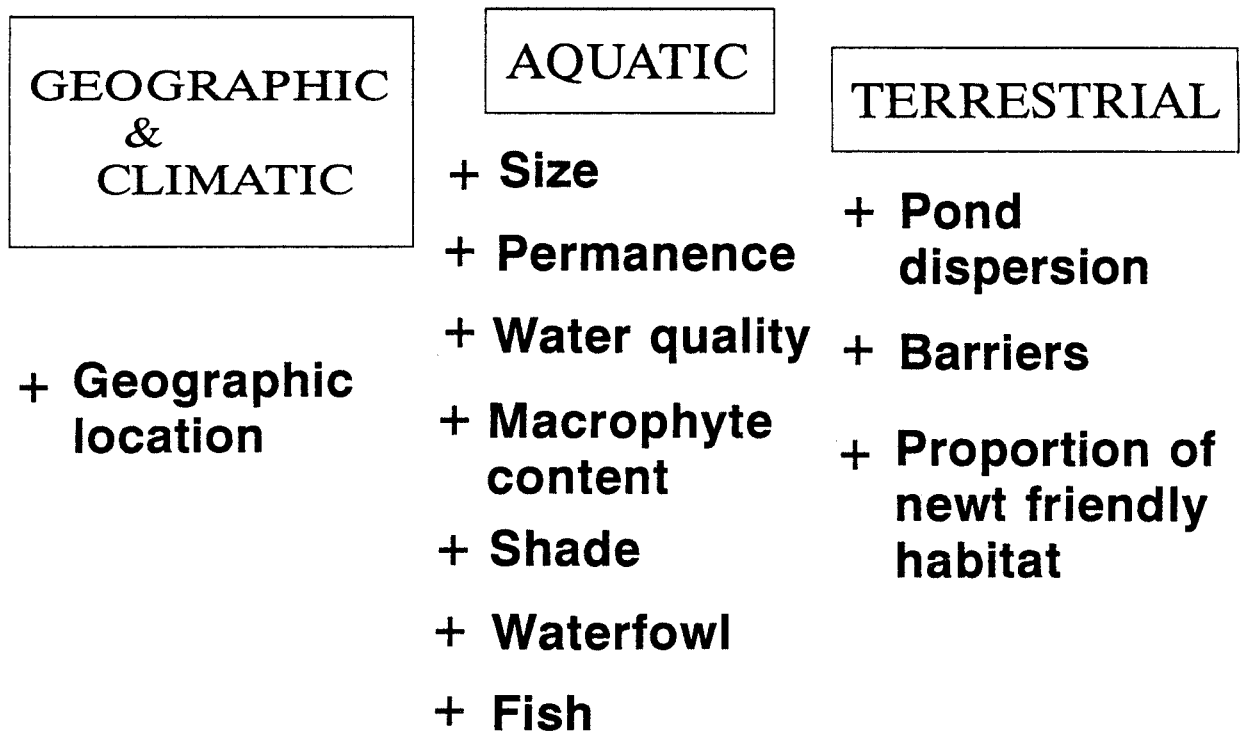 GEOGRAPHIC
&
CLIMATIC
+ Geographic
location
AQUATIC
+ Size
+ Permanence
+ Water quality
+ Macrophyte
content
+ Shade
+ Waterfowl
+ Fish
TERRESTRIAL
+ Pond
dispersion
+ Barriers
+ Proportion of
newt friendly
habitat